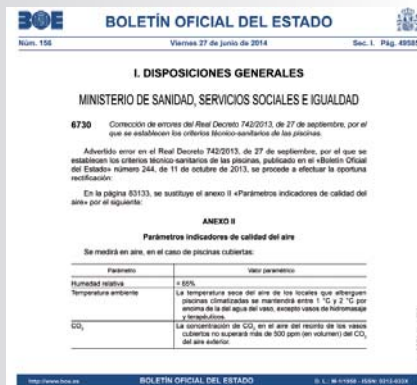 BOE
BOLETÍN OFICIAL DEL ESTADO
Núm. 156
Viernes 27 de junio de 2014
Sec. I. Pág. 49585
I. DISPOSICIONES GENERALES
MINISTERIO DE SANIDAD, SERVICIOS SOCIALES E IGUALDAD
6730
Corrección de errores del Real Decreto 742/2013, de 27 de septiembre, por el
que se establecen los criterios técnico-sanitarios de las piscinas.
Advertido error en el Real Decreto 742/2013, de 27 de septiembre, por el que se
establecen los criterios técnico-sanitarios de las piscinas, publicado en el «Boletín Oficial
del Estado» número 244, de 11 de octubre de 2013, se procede a efectuar la oportuna
rectificación:
En la página 83133, se sustituye el anexo II «Parámetros indicadores de calidad del
aire» por el siguiente:
ANEXO II
Parámetros indicadores de calidad del aire
Se medirá en aire, en el caso de piscinas cubiertas:
Parámetro
Valor paramétrico
Humedad relativa
< 65%
Temperatura ambiente
La temperatura seca del aire de los locales que alberguen
piscinas climatizadas se mantendrá entre 1 °C y 2 °C por
encima de la del agua del vaso, excepto vasos de hidromasaje
y terapéuticos.
CO₂
La concentración de CO₂ en el aire del recinto de los vasos
cubiertos no superará más de 500 ppm (en volumen) del CO₂
del aire exterior.
http://www.boe.es
BOLETÍN OFICIAL DEL ESTADO
D. L.: M-1/1958 - ISSN: 0212-033X